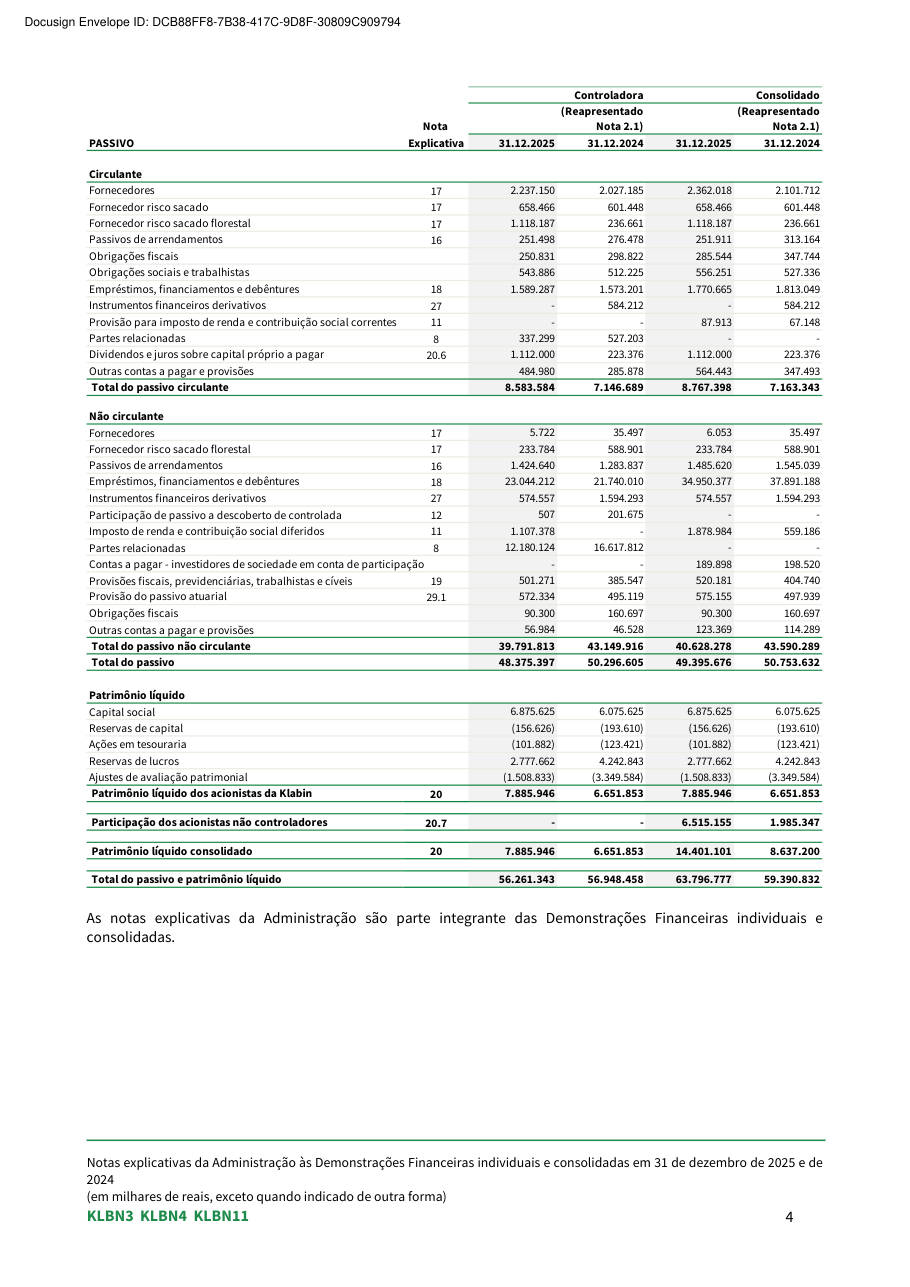 Docusign Envelope ID: DCB88FF8-7B38-417C-9D8F-30809C909794
Controladora Consolidado
(Reapresentado (Reapresentado
Nota Nota 2.1) Nota 2.1)
PASSIVO Explicativa 31.12.2025 31.12.2024 31.12.2025 31.12.2024
Circulante
Fornecedores 17 2.237.150 2.027.185 2.362.018 2.101.712
Fornecedor risco sacado 17 658.466 601.448 658.466 601.448
Fornecedor risco sacado florestal 17 1.118.187 236.661 1.118.187 236.661
Passivos de arrendamentos 16 251.498 276.478 251.911 313.164
Obrigações fiscais 250.831 298.822 285.544 347.744
Obrigações sociais e trabalhistas 543.886 512.225 556.251 527.336
Empréstimos, financiamentos e debêntures 18 1.589.287 1.573.201 1.770.665 1.813.049
Instrumentos financeiros derivativos 27 - 584.212 - 584.212
Provisão para imposto de renda e contribuição social correntes 11 - - 87.913 67.148
Partes relacionadas 8 337.299 527.203 - -
Dividendos e juros sobre capital próprio a pagar 20.6 1.112.000 223.376 1.112.000 223.376
Outras contas a pagar e provisões 484.980 285.878 564.443 347.493
Total do passivo circulante 8.583.584 7.146.689 8.767.398 7.163.343
Não circulante
Fornecedores 17 5.722 35.497 6.053 35.497
Fornecedor risco sacado florestal 17 233.784 588.901 233.784 588.901
Passivos de arrendamentos 16 1.424.640 1.283.837 1.485.620 1.545.039
Empréstimos, financiamentos e debêntures 18 23.044.212 21.740.010 34.950.377 37.891.188
Instrumentos financeiros derivativos 27 574.557 1.594.293 574.557 1.594.293
Participação de passivo a descoberto de controlada 12 507 201.675 - -
Imposto de renda e contribuição social diferidos 11 1.107.378 - 1.878.984 559.186
Partes relacionadas 8 12.180.124 16.617.812 - -
Contas a pagar - investidores de sociedade em conta de participação - - 189.898 198.520
Provisões fiscais, previdenciárias, trabalhistas e cíveis 19 501.271 385.547 520.181 404.740
Provisão do passivo atuarial 29.1 572.334 495.119 575.155 497.939
Obrigações fiscais 90.300 160.697 90.300 160.697
Outras contas a pagar e provisões 56.984 46.528 123.369 114.289
Total do passivo não circulante 39.791.813 43.149.916 40.628.278 43.590.289
Total do passivo 48.375.397 50.296.605 49.395.676 50.753.632
Patrimônio líquido
Capital social 6.875.625 6.075.625 6.875.625 6.075.625
Reservas de capital (156.626) (193.610) (156.626) (193.610)
Ações em tesouraria (101.882) (123.421) (101.882) (123.421)
Reservas de lucros 2.777.662 4.242.843 2.777.662 4.242.843
Ajustes de avaliação patrimonial (1.508.833) (3.349.584) (1.508.833) (3.349.584)
Patrimônio líquido dos acionistas da Klabin 20 7.885.946 6.651.853 7.885.946 6.651.853
Participação dos acionistas não controladores 20.7 - - 6.515.155 1.985.347
Patrimônio líquido consolidado 20 7.885.946 6.651.853 14.401.101 8.637.200
Total do passivo e patrimônio líquido 56.261.343 56.948.458 63.796.777 59.390.832
As notas explicativas da Administração são parte integrante das Demonstrações Financeiras individuais e
consolidadas.
Notas explicativas da Administração às Demonstrações Financeiras individuais e consolidadas em 31 de dezembro de 2025 e de
2024
(em milhares de reais, exceto quando indicado de outra forma)
KLBN3 KLBN4 KLBN11 4